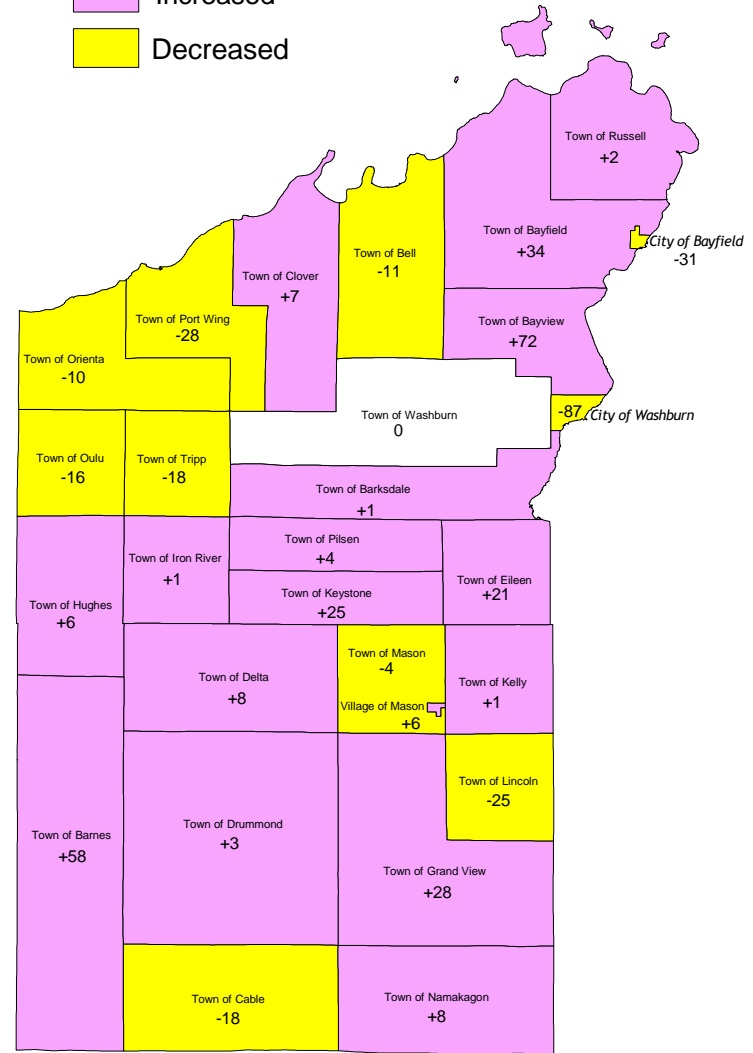 Increased
Decreased
Town of Russell
+2
Town of Bayfield
+34
City of Bayfield
-31
Town of Bell
-11
Town of Clover
+7
Town of Port Wing
-28
Town of Bayview
+72
Town of Orienta
-10
Town of Washburn
0
-87 City of Washburn
Town of Oulu
-16
Town of Tripp
-18
Town of Barksdale
+1
Town of Iron River
+1
Town of Pilsen
+4
Town of Eileen
+21
Town of Keystone
+25
Town of Hughes
+6
Town of Delta
+8
Town of Mason
-4
Village of Mason
+6
Town of Kelly
+1
Town of Lincoln
-25
Town of Barnes
+58
Town of Drummond
+3
Town of Grand View
+28
Town of Cable
-18
Town of Namakagon
+8